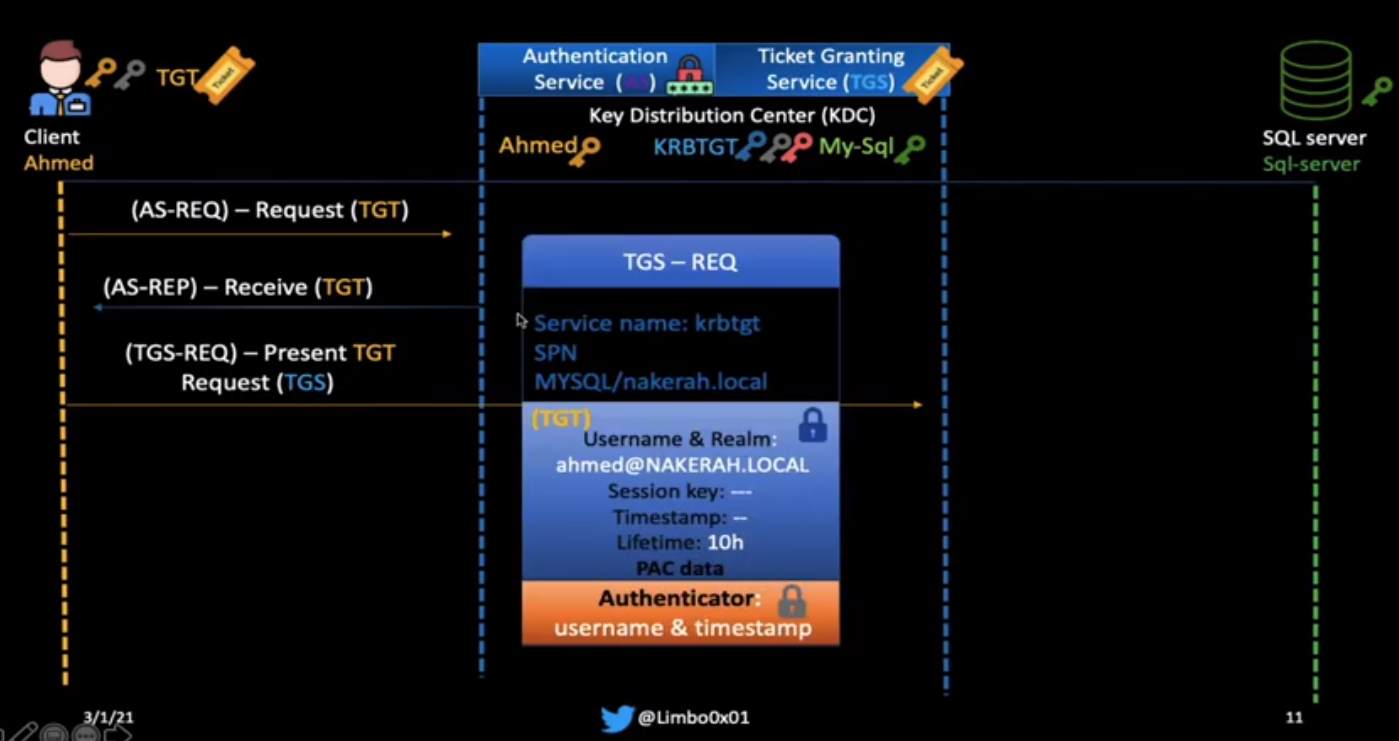 TGT
Ticket
Client
Ahmed
Authentication
Service (AS)
Ticket Granting
Service (TGS)
Ticket
Key Distribution Center (KDC)
Ahmed
KRBTGT
My-Sql
SQL server
Sql-server
(AS-REQ) – Request (TGT)
(AS-REP) – Receive (TGT)
(TGS-REQ) – Present TGT
Request (TGS)
TGS – REQ
Service name: krbtgt
SPN
MYSQL/nakerah.local
(TGT)
Username & Realm:
ahmed@NAKERAH.LOCAL
Session key: ---
Timestamp: --
Lifetime: 10h
PAC data
Authenticator:
username & timestamp
3/1/21
@Limbo0x01
11